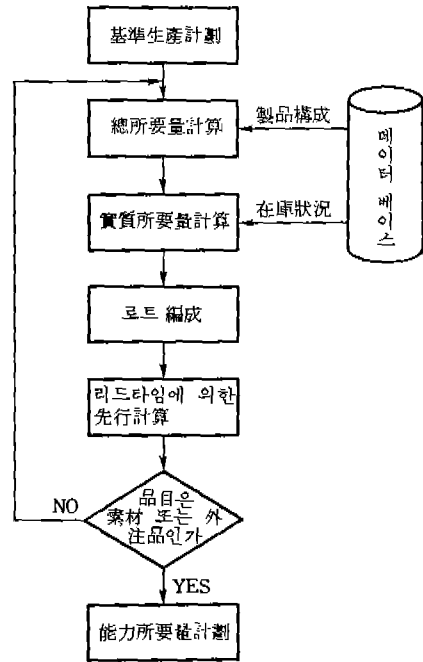 基準生產計劃
總所要量計算
製品構成
데이터 베이스
實質所要量計算
在庫狀況
로트 編成
리드타임에 의한
先行計算
品目은
素材 또는 外
注品인가
NO
YES
能力所要量計劃